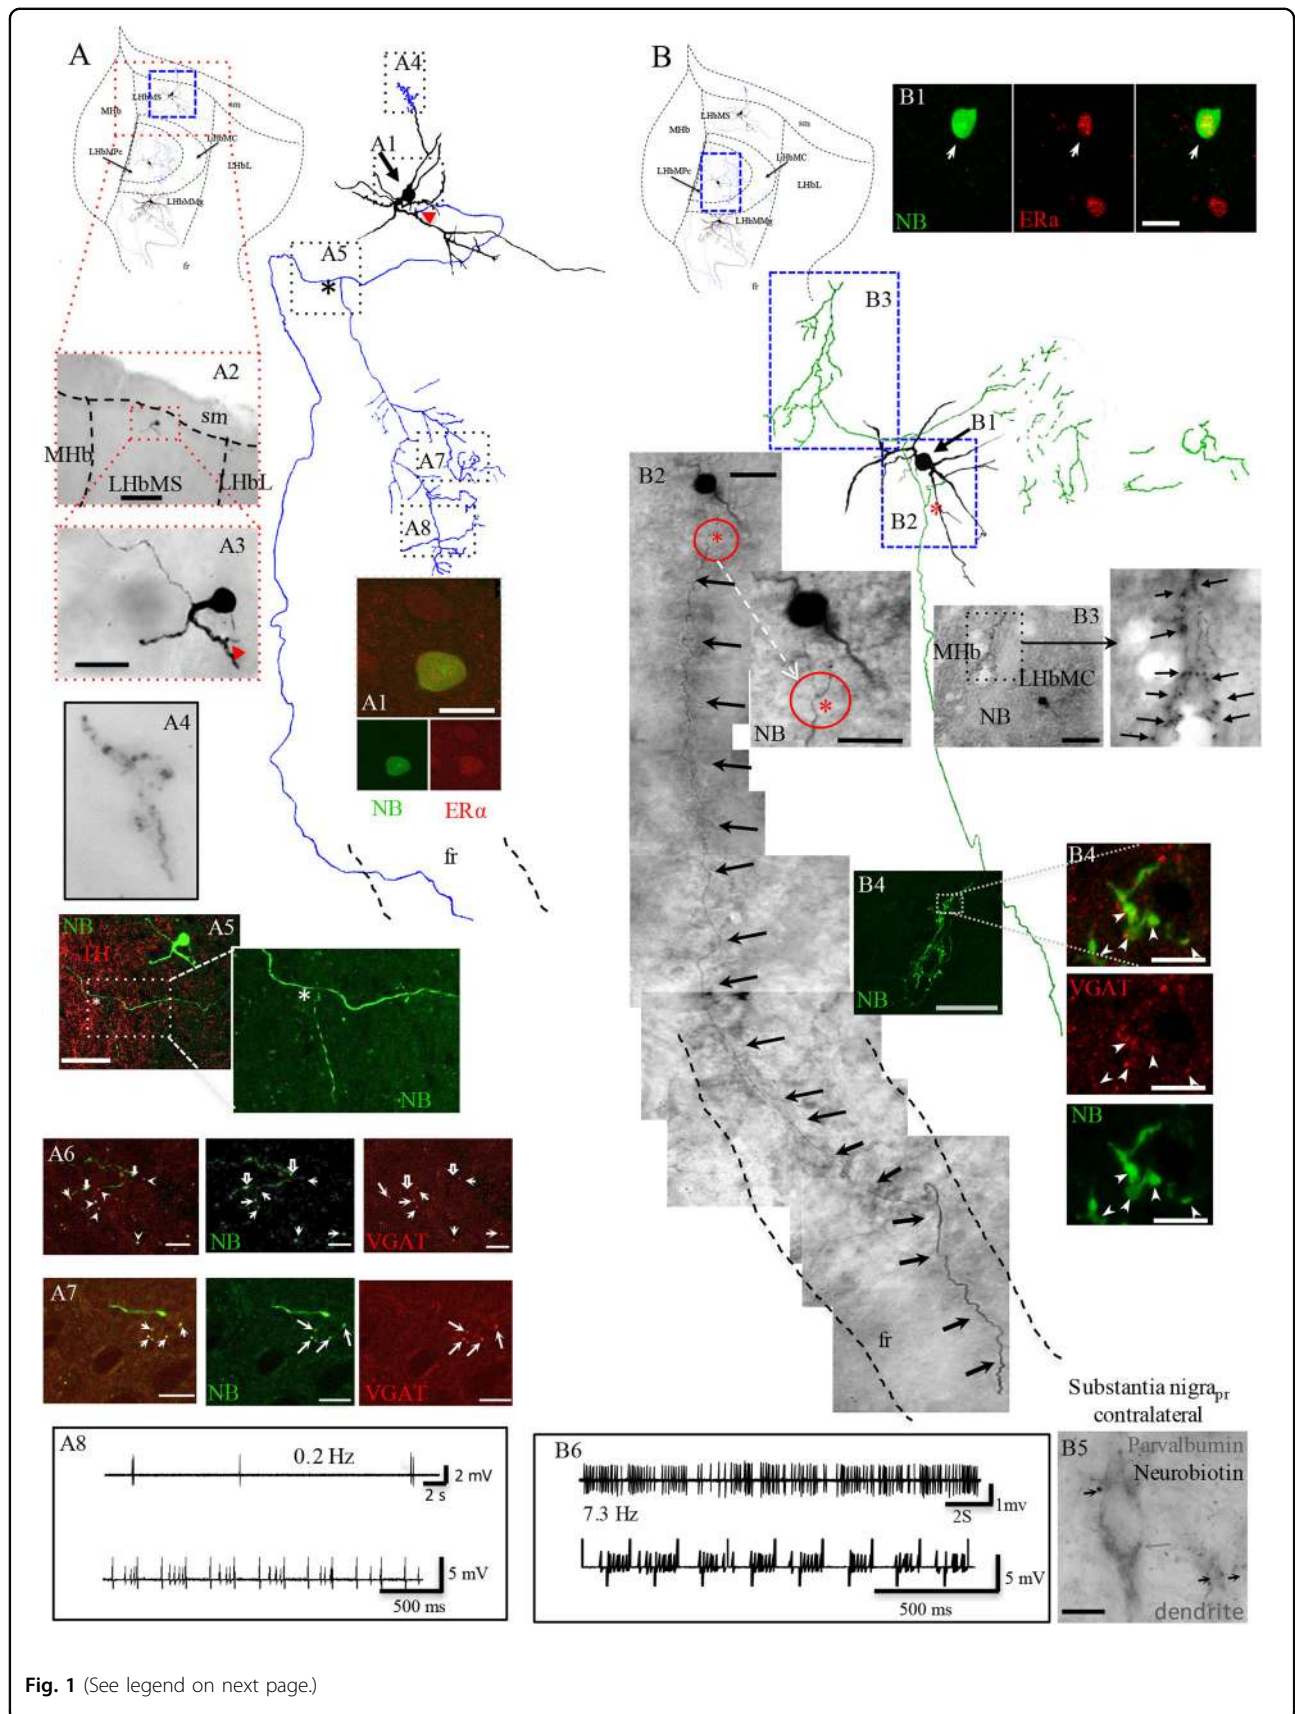 A
LHbMS
MHb
sm
LHbMPc
LHbMC
LHbL
LHbMMg
fr
A4
A1
A5
*
A7
A8
A2
sm
MHb
LHbMS
LHbL
A3
A4
A1
NB
ERα
fr
NB
TH
A5
*
*
NB
A6
NB
VGAT
A7
NB
VGAT
A8
0.2 Hz
2 mV
2 s
5 mV
500 ms
B
LHbMS
MHb
sm
LHbMC
LHbMPc
LHbL
LHbMMg
fr
B1
NB
ERa
B3
B1
B2
*
B2
*
*
NB
B3
MHb
LHbMC
NB
B4
NB
B4
VGAT
NB
fr
Substantia nigrapr
contralateral
B5
Parvalbumin
Neurobiotin
dendrite
B6
7.3 Hz
1mv
2S
5 mV
500 ms
Fig. 1 (See legend on next page.)